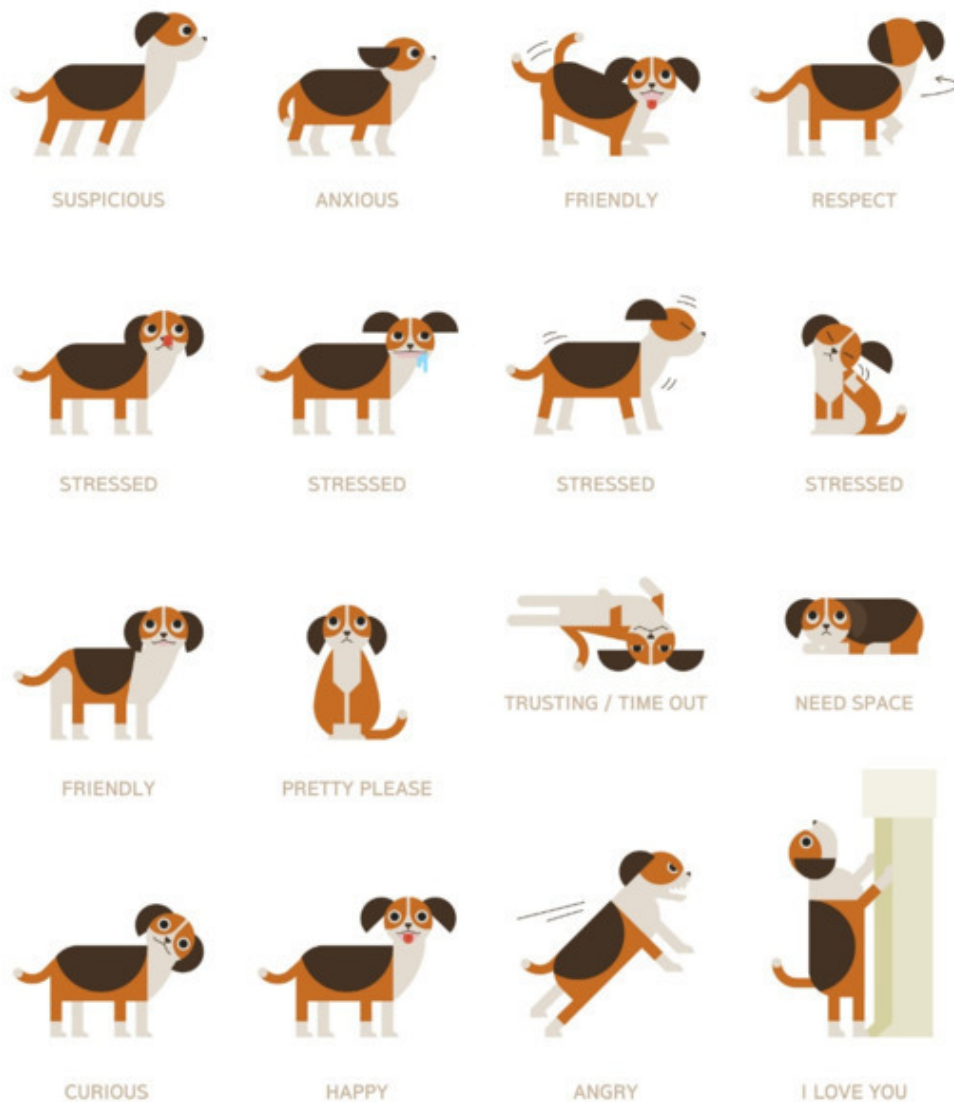 SUSPICIOUS
ANXIOUS
FRIENDLY
RESPECT
STRESSED
STRESSED
STRESSED
STRESSED
FRIENDLY
PRETTY PLEASE
TRUSTING / TIME OUT
NEED SPACE
CURIOUS
HAPPY
ANGRY
I LOVE YOU